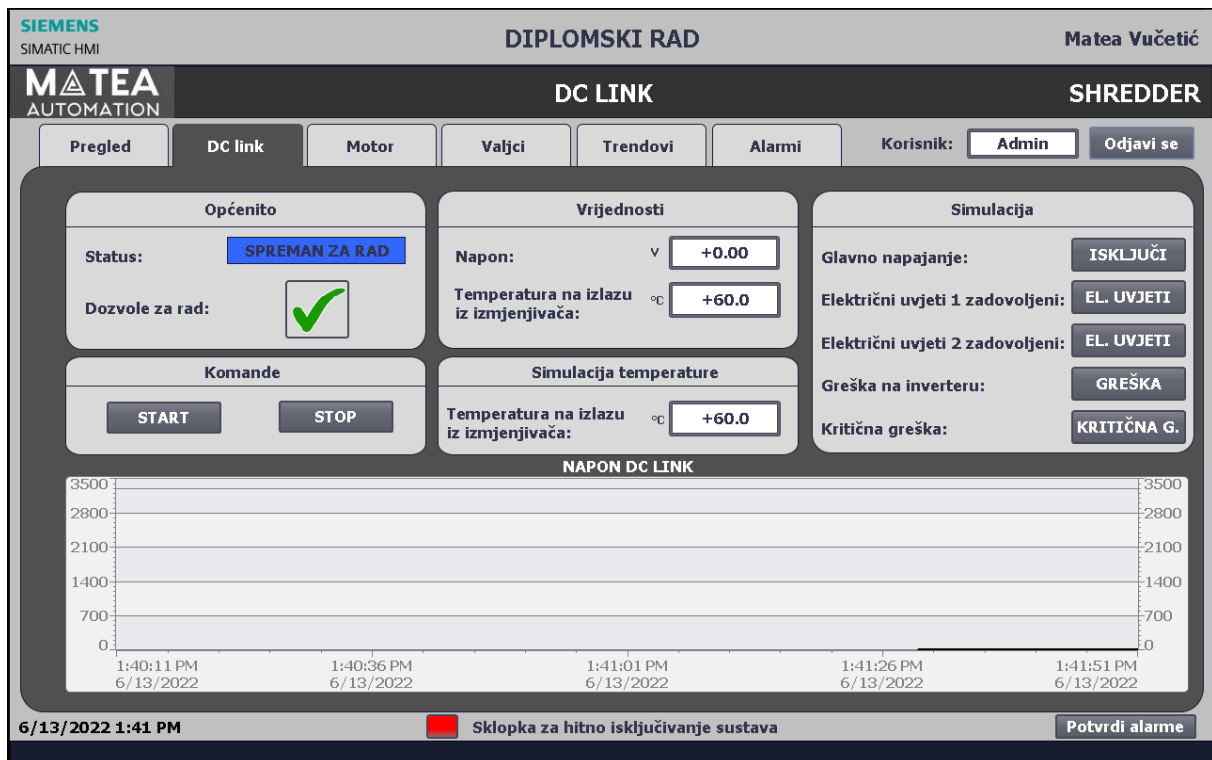 SIEMENS
SIMATIC HMI
DIPLOMSKI RAD
Matea Vučetić
MATEA
AUTOMATION
DC LINK
SHREDDER
Pregled
DC link
Motor
Valjci
Trendovi
Alarmi
Korisnik:
Admin
Odjavi se
Općenito
Status:
SPREMAN ZA RAD
Dozvole za rad:
Komande
START
STOP
Vrijednosti
Napon:
V
+0.00
Temperatura na izlazu
iz izmjenjivača:
°C
+60.0
Simulacija temperature
Temperatura na izlazu
iz izmjenjivača:
°C
+60.0
Simulacija
Glavno napajanje:
ISKLJUČI
Električni uvjeti 1 zadovoljeni:
EL. UVJETI
Električni uvjeti 2 zadovoljeni:
EL. UVJETI
Greška na inverteru:
GREŠKA
Kritična greška:
KRITIČNA G.
NAPON DC LINK
3500
2800
2100
1400
700
0
3500
2800
2100
1400
700
0
1:40:11 PM
6/13/2022
1:40:36 PM
6/13/2022
1:41:01 PM
6/13/2022
1:41:26 PM
6/13/2022
1:41:51 PM
6/13/2022
6/13/2022 1:41 PM
Sklopka za hitno isključivanje sustava
Potvrdi alarme